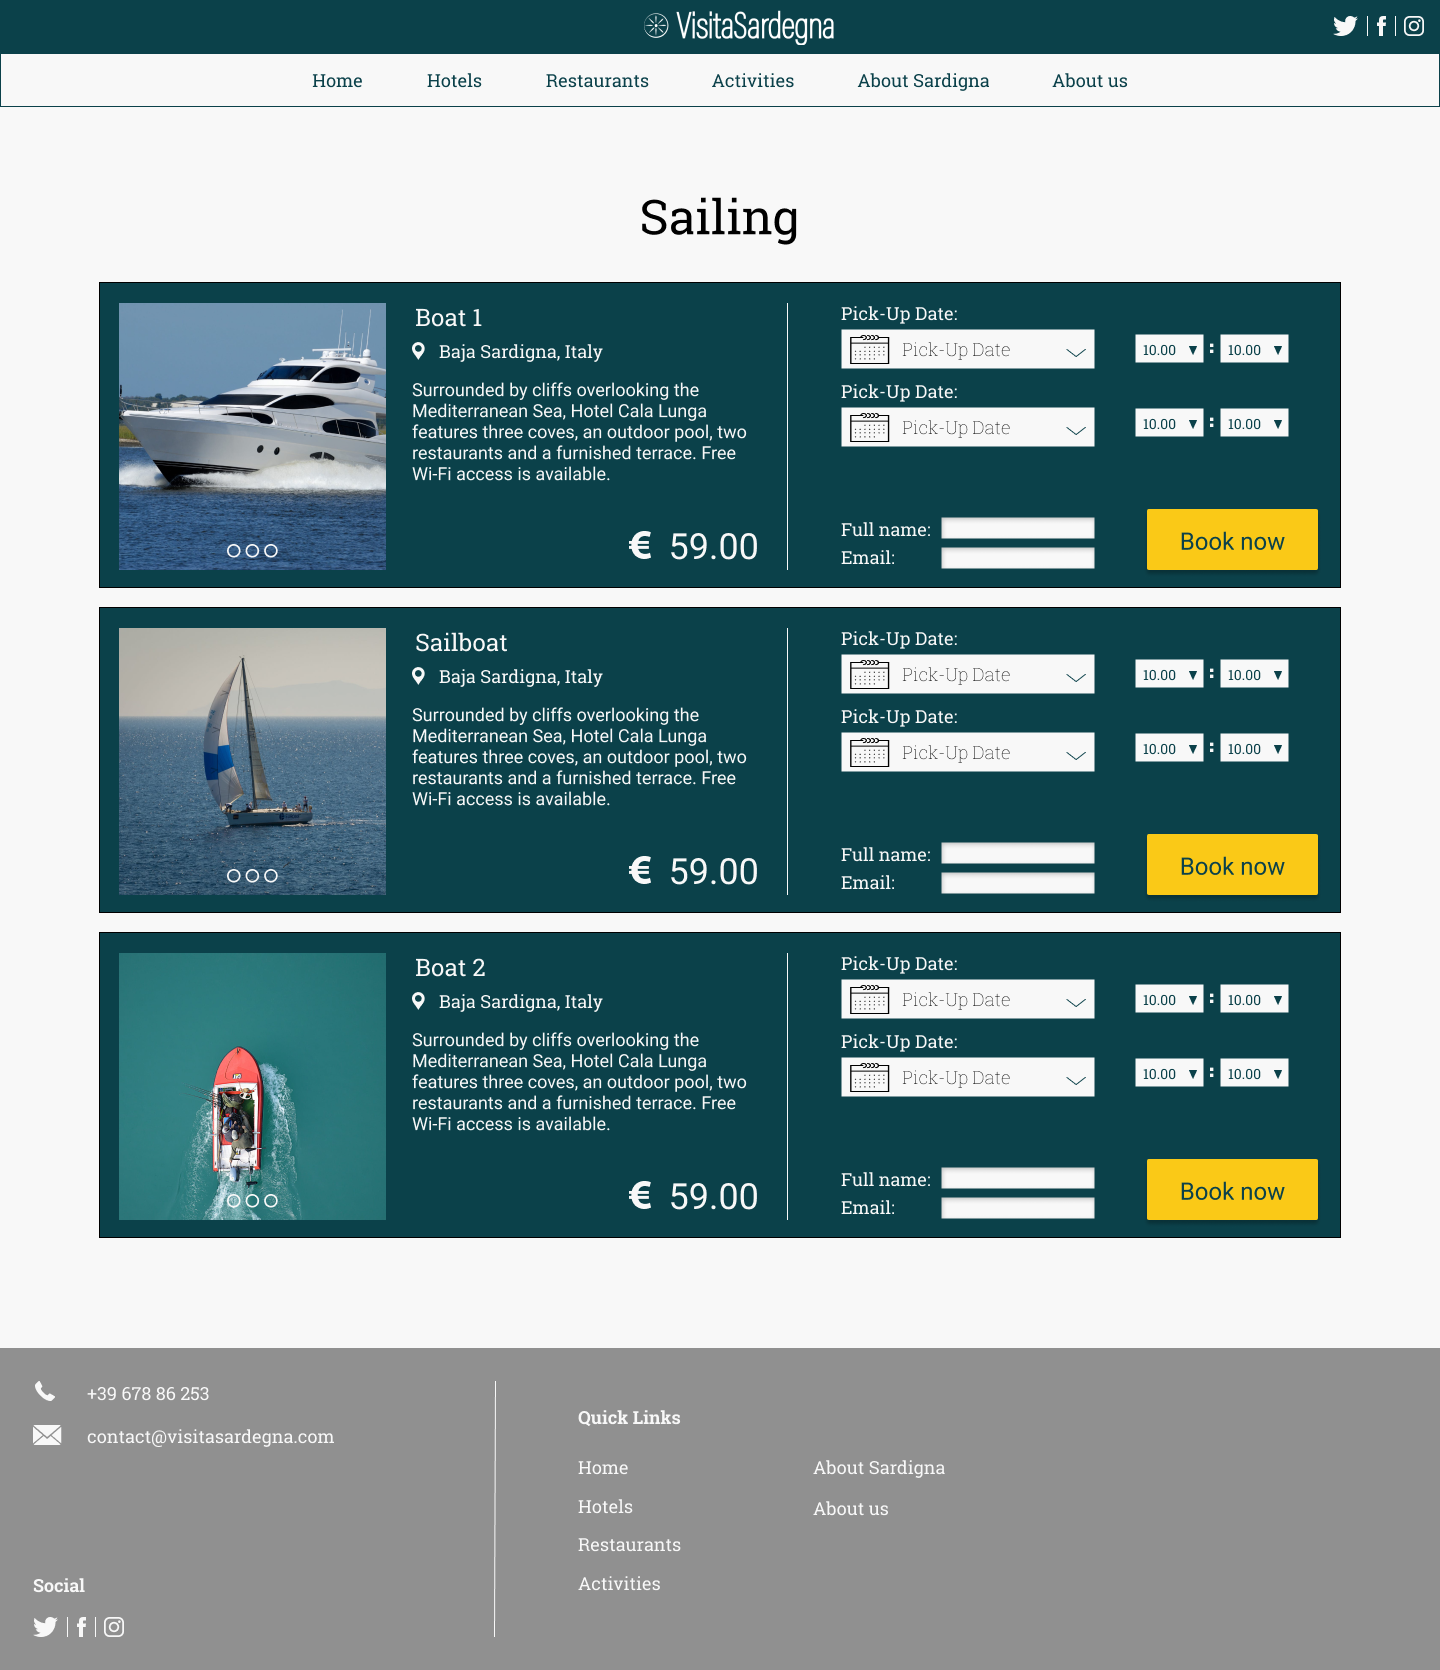 VisitaSardegna
Home
Hotels
Restaurants
Activities
About Sardigna
About us
Sailing
Boat 1
Baja Sardigna, Italy
Surrounded by cliffs overlooking the
Mediterranean Sea, Hotel Cala Lunga
features three coves, an outdoor pool, two
restaurants and a furnished terrace. Free
Wi-Fi access is available.
€ 59.00
Pick-Up Date:
Pick-Up Date
10.00 ▼ : 10.00 ▼
Pick-Up Date:
Pick-Up Date
10.00 ▼ : 10.00 ▼
Full name:
Email:
Book now
Sailboat
Baja Sardigna, Italy
Surrounded by cliffs overlooking the
Mediterranean Sea, Hotel Cala Lunga
features three coves, an outdoor pool, two
restaurants and a furnished terrace. Free
Wi-Fi access is available.
€ 59.00
Pick-Up Date:
Pick-Up Date
10.00 ▼ : 10.00 ▼
Pick-Up Date:
Pick-Up Date
10.00 ▼ : 10.00 ▼
Full name:
Email:
Book now
Boat 2
Baja Sardigna, Italy
Surrounded by cliffs overlooking the
Mediterranean Sea, Hotel Cala Lunga
features three coves, an outdoor pool, two
restaurants and a furnished terrace. Free
Wi-Fi access is available.
€ 59.00
Pick-Up Date:
Pick-Up Date
10.00 ▼ : 10.00 ▼
Pick-Up Date:
Pick-Up Date
10.00 ▼ : 10.00 ▼
Full name:
Email:
Book now
+39 678 86 253
contact@visitasardegna.com
Social
Quick Links
Home
Hotels
Restaurants
Activities
About Sardigna
About us